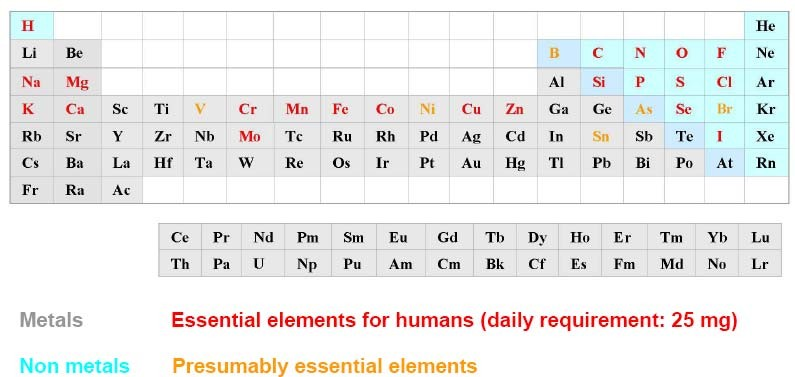 H He
Li Be B C N O F Ne
Na Mg Al Si P S Cl Ar
K Ca Sc Ti V Cr Mn Fe Co Ni Cu Zn Ga Ge As Se Br Kr
Rb Sr Y Zr Nb Mo Tc Ru Rh Pd Ag Cd In Sn Sb Te I Xe
Cs Ba La Hf Ta W Re Os Ir Pt Au Hg Tl Pb Bi Po At Rn
Fr Ra Ac
Ce Pr Nd Pm Sm Eu Gd Tb Dy Ho Er Tm Yb Lu
Th Pa U Np Pu Am Cm Bk Cf Es Fm Md No Lr
Metals Essential elements for humans (daily requirement: 25 mg)
Non metals Presumably essential elements